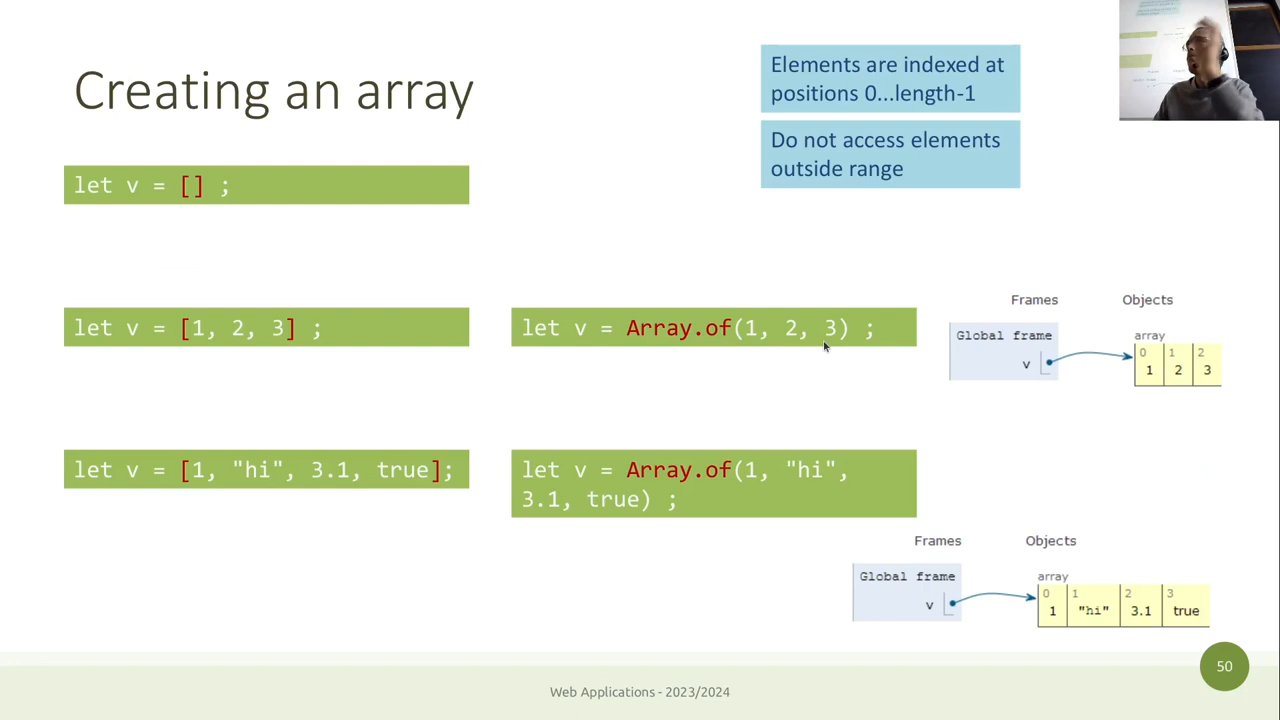 Creating an array
Elements are indexed at
positions 0...length-1
Do not access elements
outside range
let v = [] ;
let v = [1, 2, 3] ;
let v = Array.of(1, 2, 3) ;
Frames Objects
Global frame
v
array
0 1 2
1 2 3
let v = [1, "hi", 3.1, true];
let v = Array.of(1, "hi",
3.1, true) ;
Frames Objects
Global frame
v
array
0 1 2 3
1 "hi" 3.1 true
Web Applications - 2023/2024
50